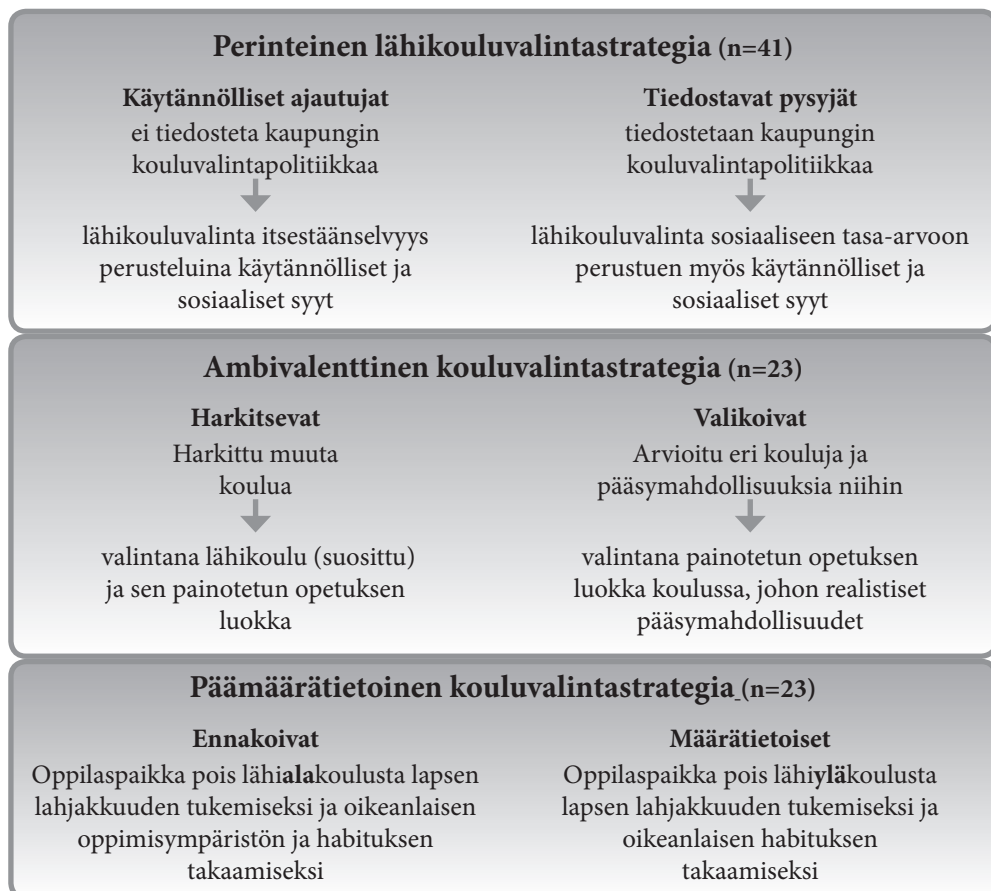 Perinteinen lähikouluvalintastrategia (n=41)
Käytännölliset ajautujat
ei tiedosteta kaupungin
kouluvalintapolitiikkaa
lähikouluvalinta itsestäänselvyys
perusteluina käytännölliset ja
sosiaaliset syyt
Tiedostavat pysyjät
tiedostetaan kaupungin
kouluvalintapolitiikkaa
lähikouluvalinta sosiaaliseen tasa-arvoon
perustuen myös käytännölliset ja
sosiaaliset syyt
Ambivalenttinen kouluvalintastrategia (n=23)
Harkitsevat
Harkittu muuta
koulua
valintana lähikoulu (suosittu)
ja sen painotetun opetuksen
luokka
Valikoivat
Arvioitu eri kouluja ja
pääsymahdollisuuksia niihin
valintana painotetun opetuksen
luokka koulussa, johon realistiset
pääsymahdollisuudet
Päämäärätietoinen kouluvalintastrategia (n=23)
Ennakoivat
Oppilaspaikka pois lähialakoulusta lapsen
lahjakkuuden tukemiseksi ja oikeanlaisen
oppimisympäristön ja habituksen
takaamiseksi
Määrätietoiset
Oppilaspaikka pois lähiyläkoulusta
lapsen lahjakkuuden tukemiseksi ja
oikeanlaisen habituksen
takaamiseksi